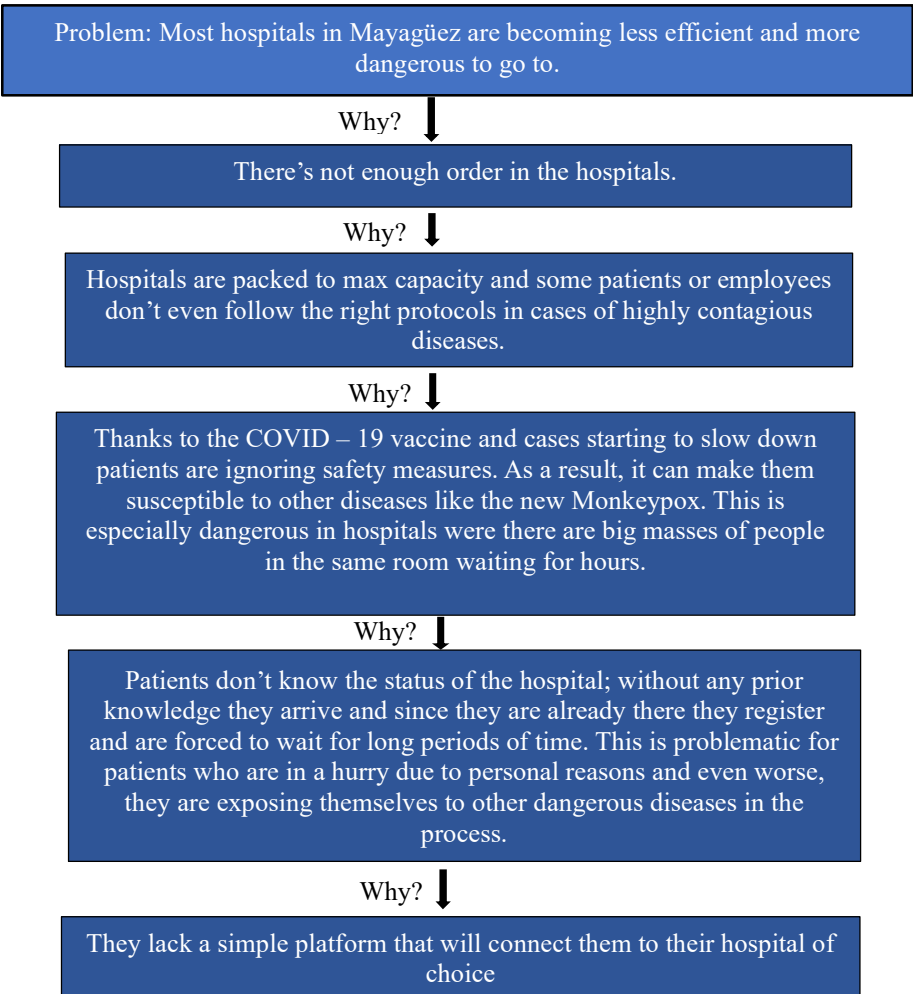 Problem: Most hospitals in Mayagüez are becoming less efficient and more
dangerous to go to.
Why?
There’s not enough order in the hospitals.
Why?
Hospitals are packed to max capacity and some patients or employees
don’t even follow the right protocols in cases of highly contagious
diseases.
Why?
Thanks to the COVID – 19 vaccine and cases starting to slow down
patients are ignoring safety measures. As a result, it can make them
susceptible to other diseases like the new Monkeypox. This is
especially dangerous in hospitals were there are big masses of people
in the same room waiting for hours.
Why?
Patients don’t know the status of the hospital; without any prior
knowledge they arrive and since they are already there they register
and are forced to wait for long periods of time. This is problematic for
patients who are in a hurry due to personal reasons and even worse,
they are exposing themselves to other dangerous diseases in the
process.
Why?
They lack a simple platform that will connect them to their hospital of
choice